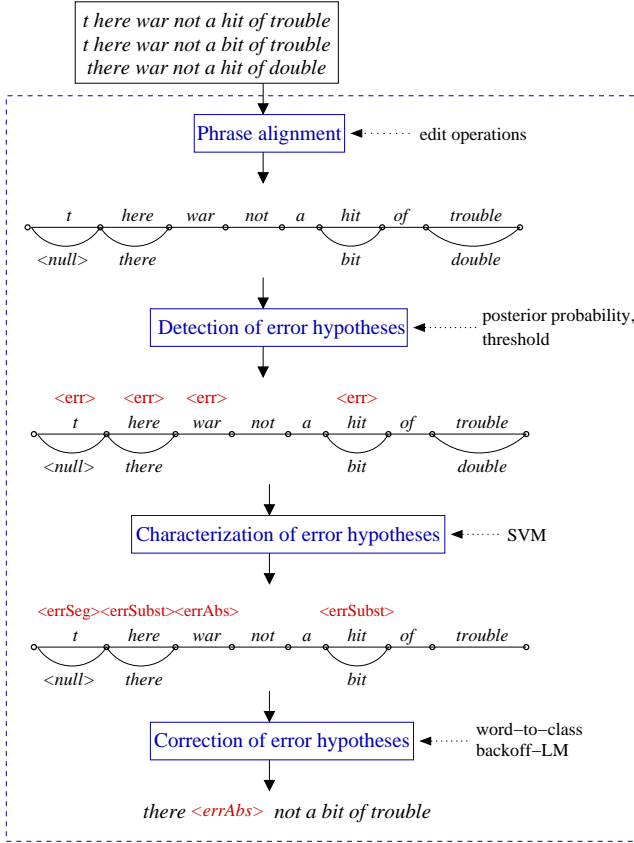 t here war not a hit of trouble
t here war not a bit of trouble
there war not a hit of double
Phrase alignment
edit operations
t here war not a hit of trouble
<null> there bit double
Detection of error hypotheses
posterior probability,
threshold
<err> <err> <err> <err>
t here war not a hit of trouble
<null> there bit double
Characterization of error hypotheses
SVM
<errSeg> <errSubst> <errAbs> <errSubst>
t here war not a hit of trouble
<null> there bit
Correction of error hypotheses
word−to−class
backoff−LM
there <errAbs> not a bit of trouble